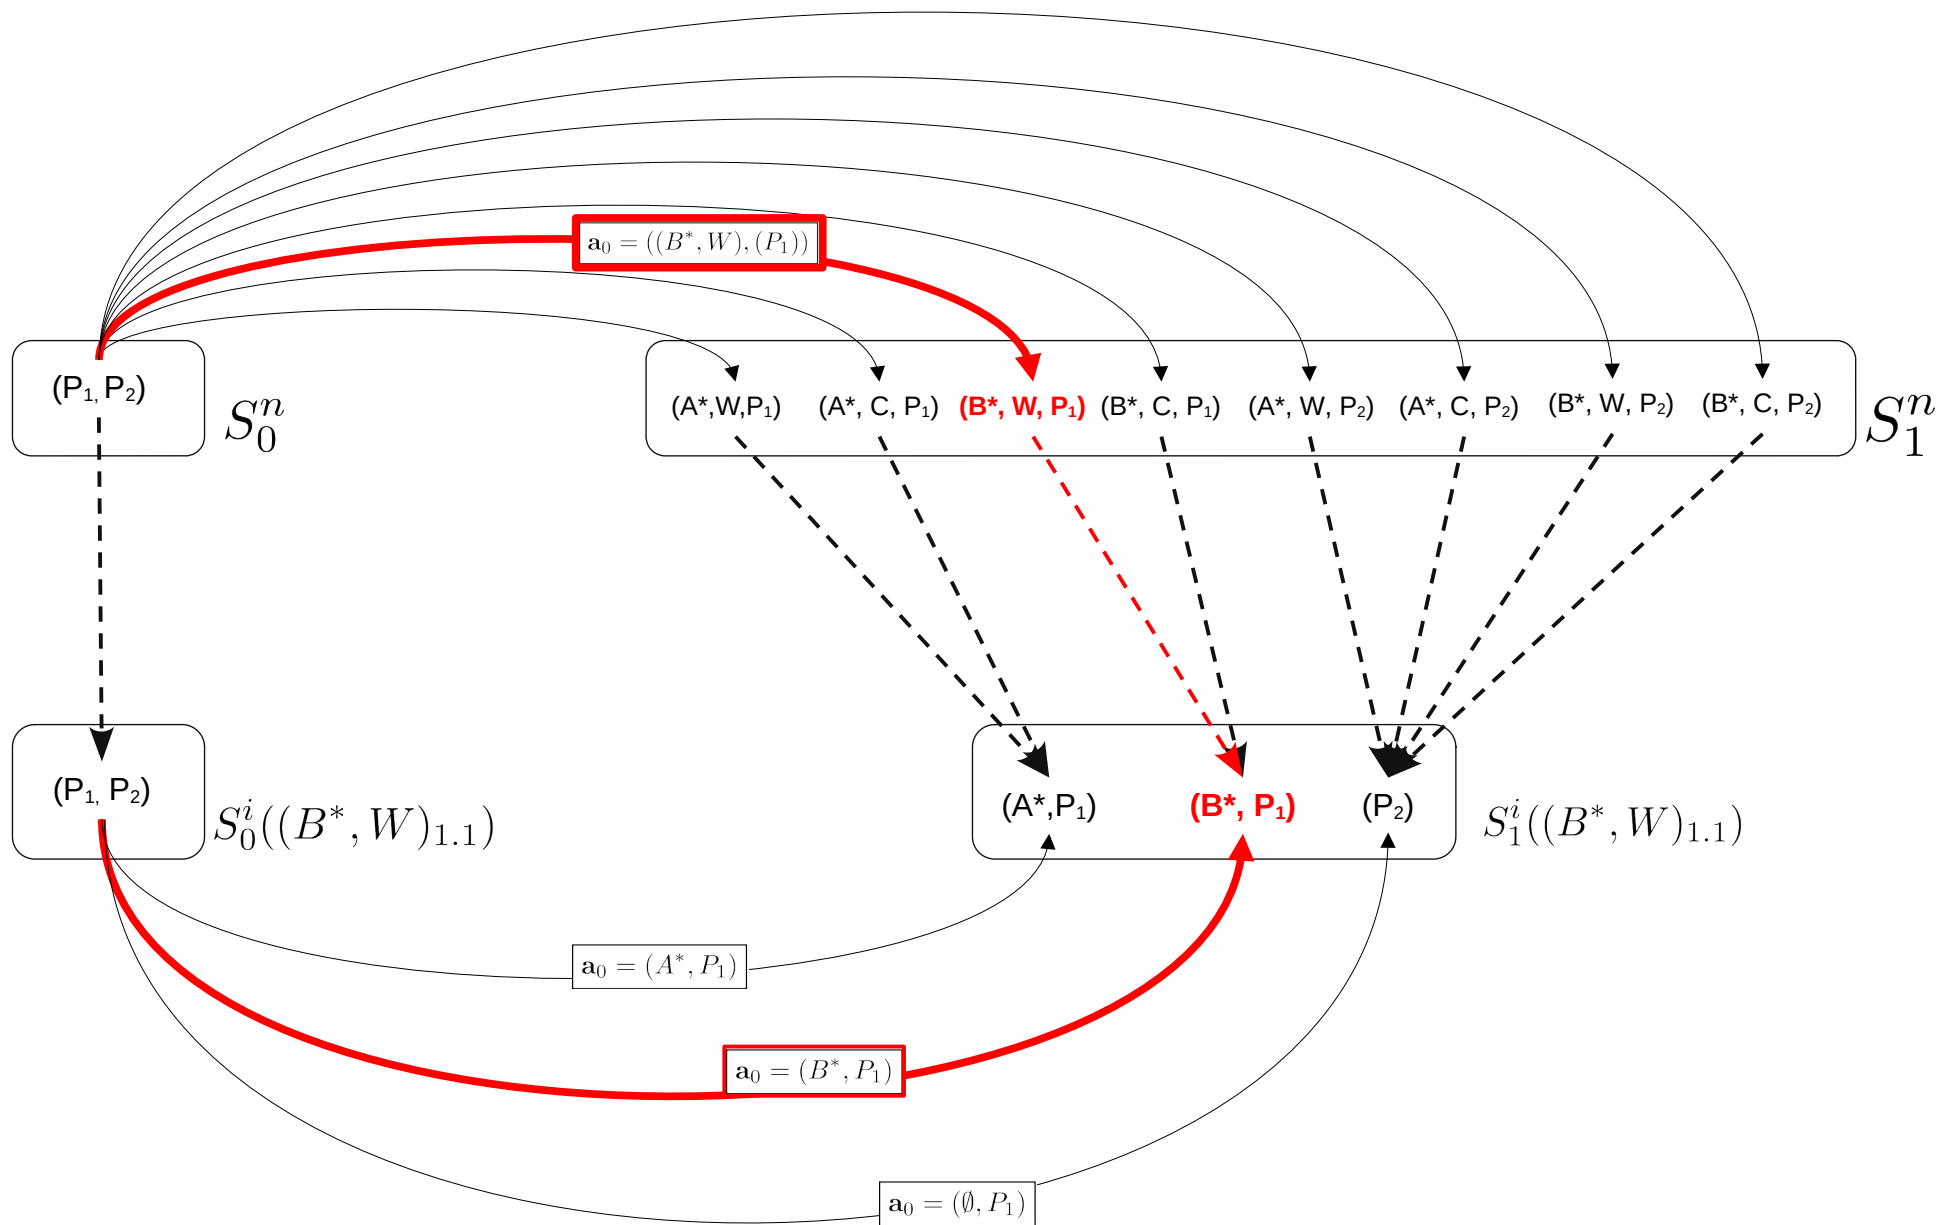 𝐚₀ = ((B*, W), (P₁))
(P₁, P₂)
S₀ⁿ
(A*,W,P₁) (A*, C, P₁) (B*, W, P₁) (B*, C, P₁) (A*, W, P₂) (A*, C, P₂) (B*, W, P₂) (B*, C, P₂)
S₁ⁿ
(P₁, P₂)
S₀ⁱ((B*, W)₁.₁)
(A*,P₁) (B*, P₁) (P₂)
S₁ⁱ((B*, W)₁.₁)
𝐚₀ = (A*, P₁)
𝐚₀ = (B*, P₁)
𝐚₀ = (∅, P₁)